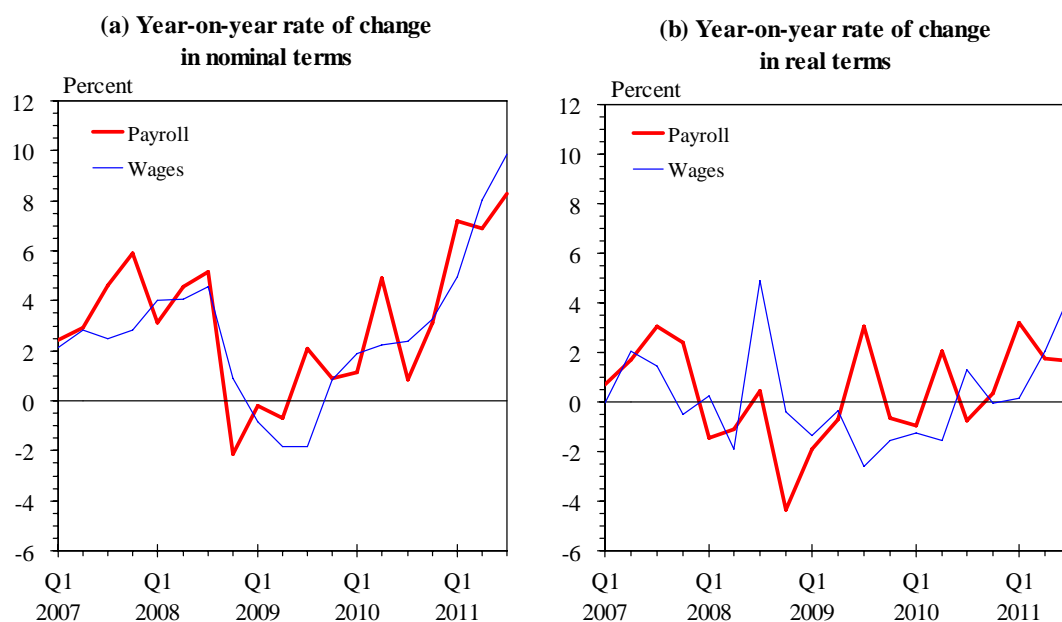 (a) Year-on-year rate of change
in nominal terms
Percent
12
10
8
6
4
2
0
-2
-4
-6
Payroll
Wages
Q1 Q1 Q1 Q1 Q1
2007 2008 2009 2010 2011
(b) Year-on-year rate of change
in real terms
Percent
12
10
8
6
4
2
0
-2
-4
-6
Payroll
Wages
Q1 Q1 Q1 Q1 Q1
2007 2008 2009 2010 2011